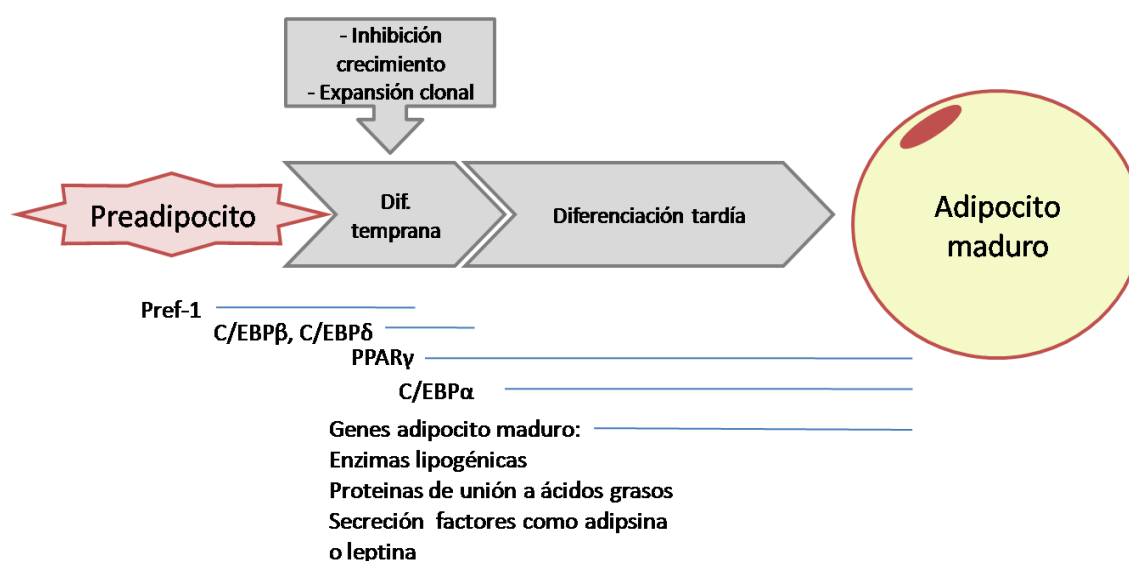 - Inhibición
crecimiento
- Expansión clonal
Preadipocito
Dif.
temprana
Diferenciación tardía
Adipocito
maduro
Pref-1
C/EBPβ, C/EBPδ
PPARγ
C/EBPα
Genes adipocito maduro:
Enzimas lipogénicas
Proteinas de unión a ácidos grasos
Secreción factores como adipsina
o leptina